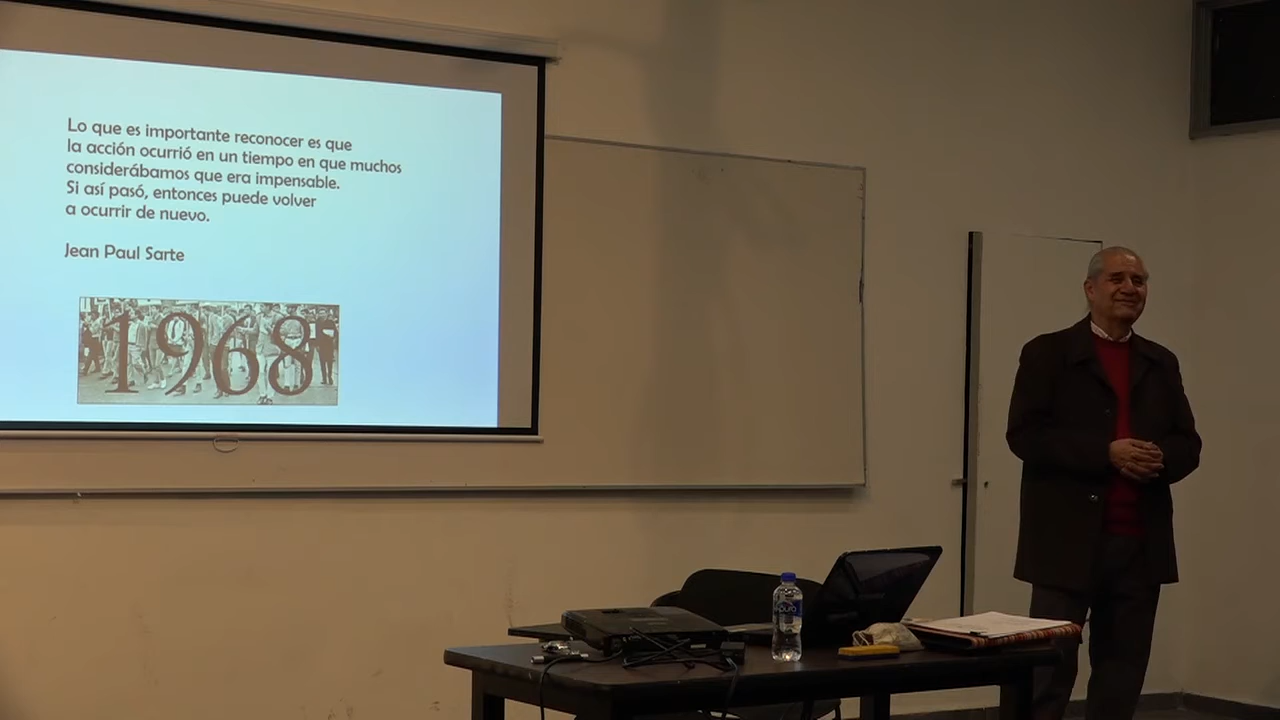 Lo que es importante reconocer es que
la acción ocurrió en un tiempo en que muchos
considerábamos que era impensable.
Si así pasó, entonces puede volver
a ocurrir de nuevo.
Jean Paul Sarte
1968